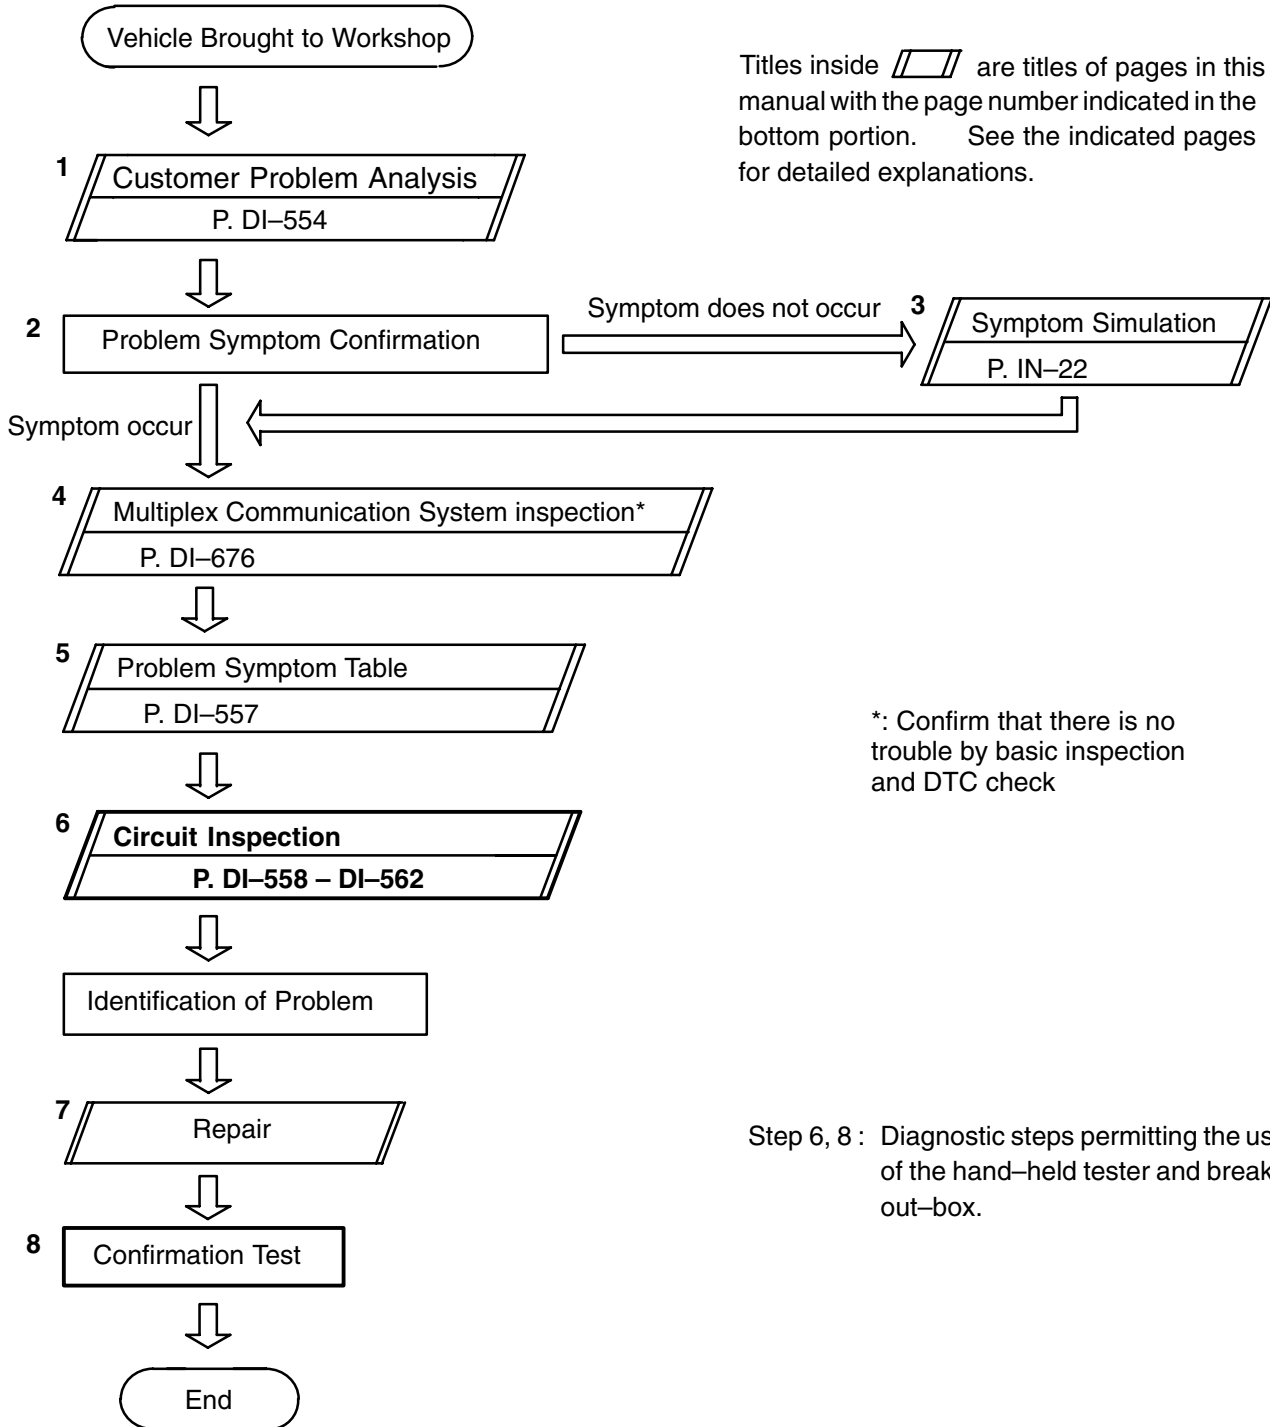 Vehicle Brought to Workshop
Titles inside are titles of pages in this
manual with the page number indicated in the
bottom portion. See the indicated pages
for detailed explanations.
1
Customer Problem Analysis
P. DI–554
2
Problem Symptom Confirmation
Symptom does not occur
3
Symptom Simulation
P. IN–22
Symptom occur
4
Multiplex Communication System inspection*
P. DI–676
5
Problem Symptom Table
P. DI–557
*: Confirm that there is no
trouble by basic inspection
and DTC check
6
Circuit Inspection
P. DI–558 – DI–562
Identification of Problem
7
Repair
Step 6, 8 : Diagnostic steps permitting the us
of the hand–held tester and break
out–box.
8
Confirmation Test
End